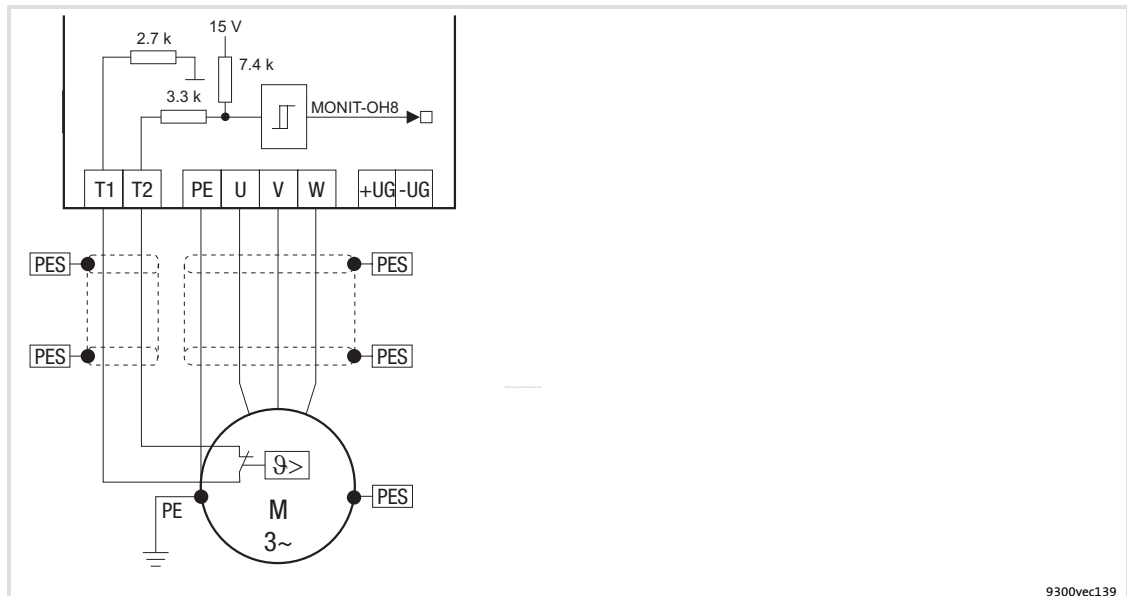 15 V
2.7 k
7.4 k
3.3 k
MONIT-OH8
T1 T2 PE U V W +UG -UG
PES PES
PES PES
ϑ>
PES
PE
M
3~
9300vec139